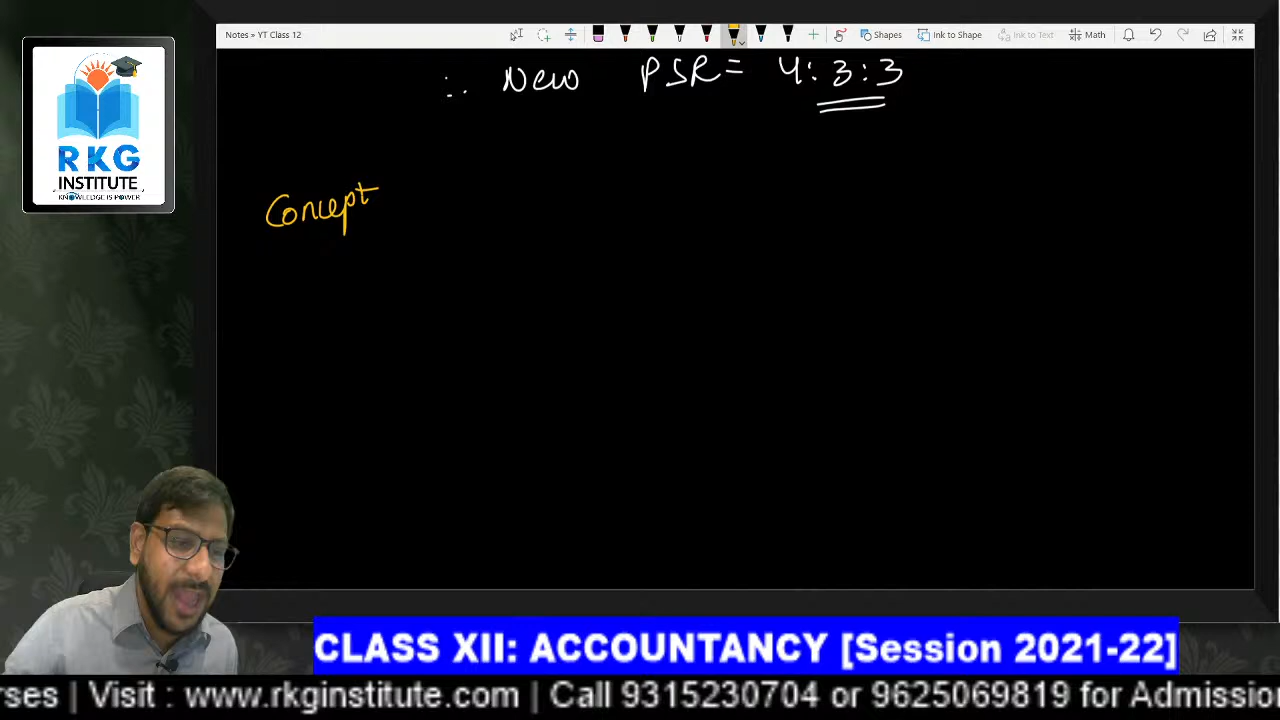 Notes » YT Class 12
Shapes
Ink to Shape
Ink to Text
Math
∴ New PSR = 4:3:3
RKG
INSTITUTE
KNOWLEDGE IS POWER
Concept
CLASS XII: ACCOUNTANCY [Session 2021-22]
rses | Visit : www.rkginstitute.com | Call 9315230704 or 9625069819 for Admissio